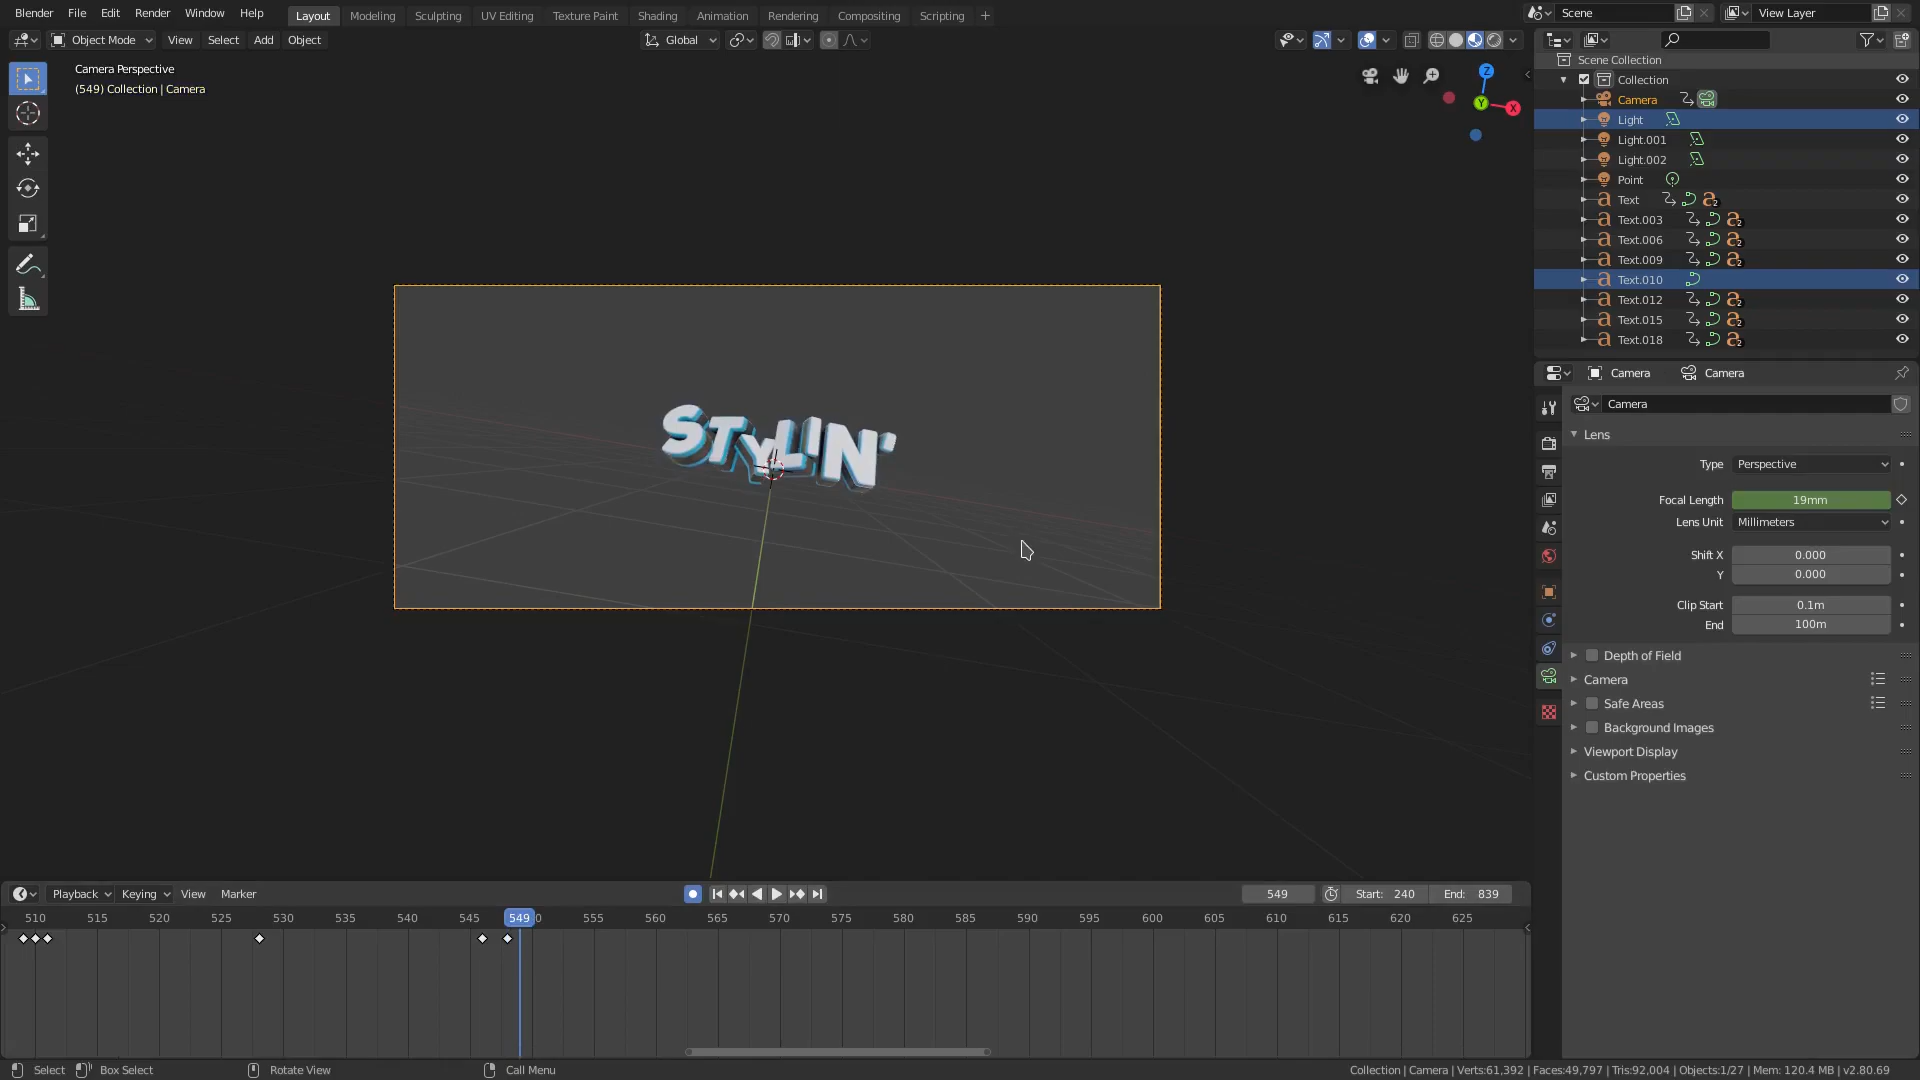 Blender File Edit Render Window Help Layout Modeling Sculpting UV Editing Texture Paint Shading Animation Rendering Compositing Scripting + Scene View Layer
Object Mode View Select Add Object Global
Camera Perspective
(549) Collection | Camera
Z
Y
X
STYLIN'
Scene Collection
Collection
Camera
Light
Light.001
Light.002
Point
Text
Text.003
Text.006
Text.009
Text.010
Text.012
Text.015
Text.018
Camera Camera
Camera
Lens
Type Perspective
Focal Length 19mm
Lens Unit Millimeters
Shift X 0.000
Y 0.000
Clip Start 0.1m
End 100m
Depth of Field
Camera
Safe Areas
Background Images
Viewport Display
Custom Properties
Playback Keying View Marker 549 Start: 240 End: 839
510 515 520 525 530 535 540 545 549 0 555 560 565 570 575 580 585 590 595 600 605 610 615 620 625
Select Box Select Rotate View Call Menu Collection | Camera | Verts:61,392 | Faces:49,797 | Tris:92,004 | Objects:1/27 | Mem: 120.4 MB | v2.80.69